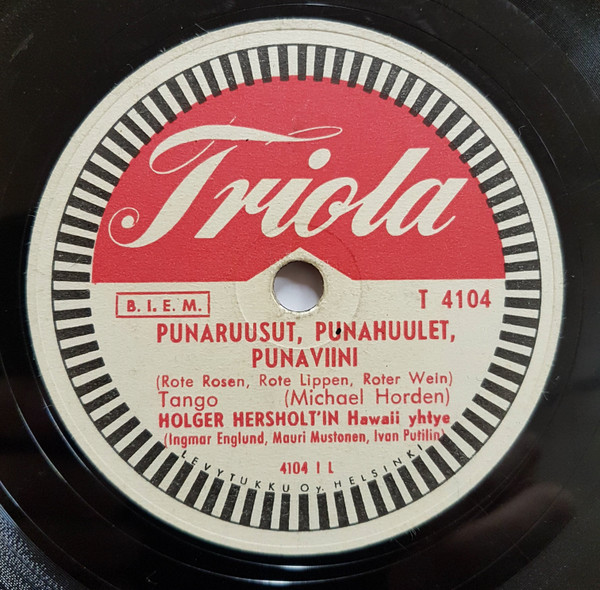 Triola
B. I. E. M.
T 4104
PUNARUUSUT, PUNAHUULET,
PUNAVIINI
(Rote Rosen, Rote Lippen, Roter Wein)
Tango (Michael Horden)
HOLGER HERSHOLT'IN Hawaii yhtye
(Ingmar Englund, Mauri Mustonen, Ivan Putilin)
4104 I L
LEVYTUKKU OY. HELSINKI